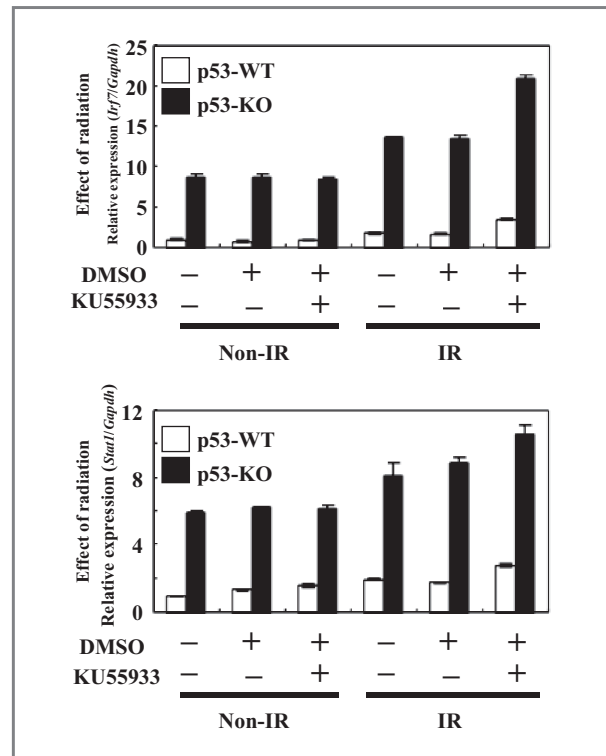 25
20
15
10
5
0
Effect of radiation
Relative expression (Irf7/Gapdh)
p53-WT
p53-KO
DMSO – + + – + +
KU55933 – – + – – +
Non-IR IR
12
8
4
0
Effect of radiation
Relative expression (Stat1/Gapdh)
p53-WT
p53-KO
DMSO – + + – + +
KU55933 – – + – – +
Non-IR IR